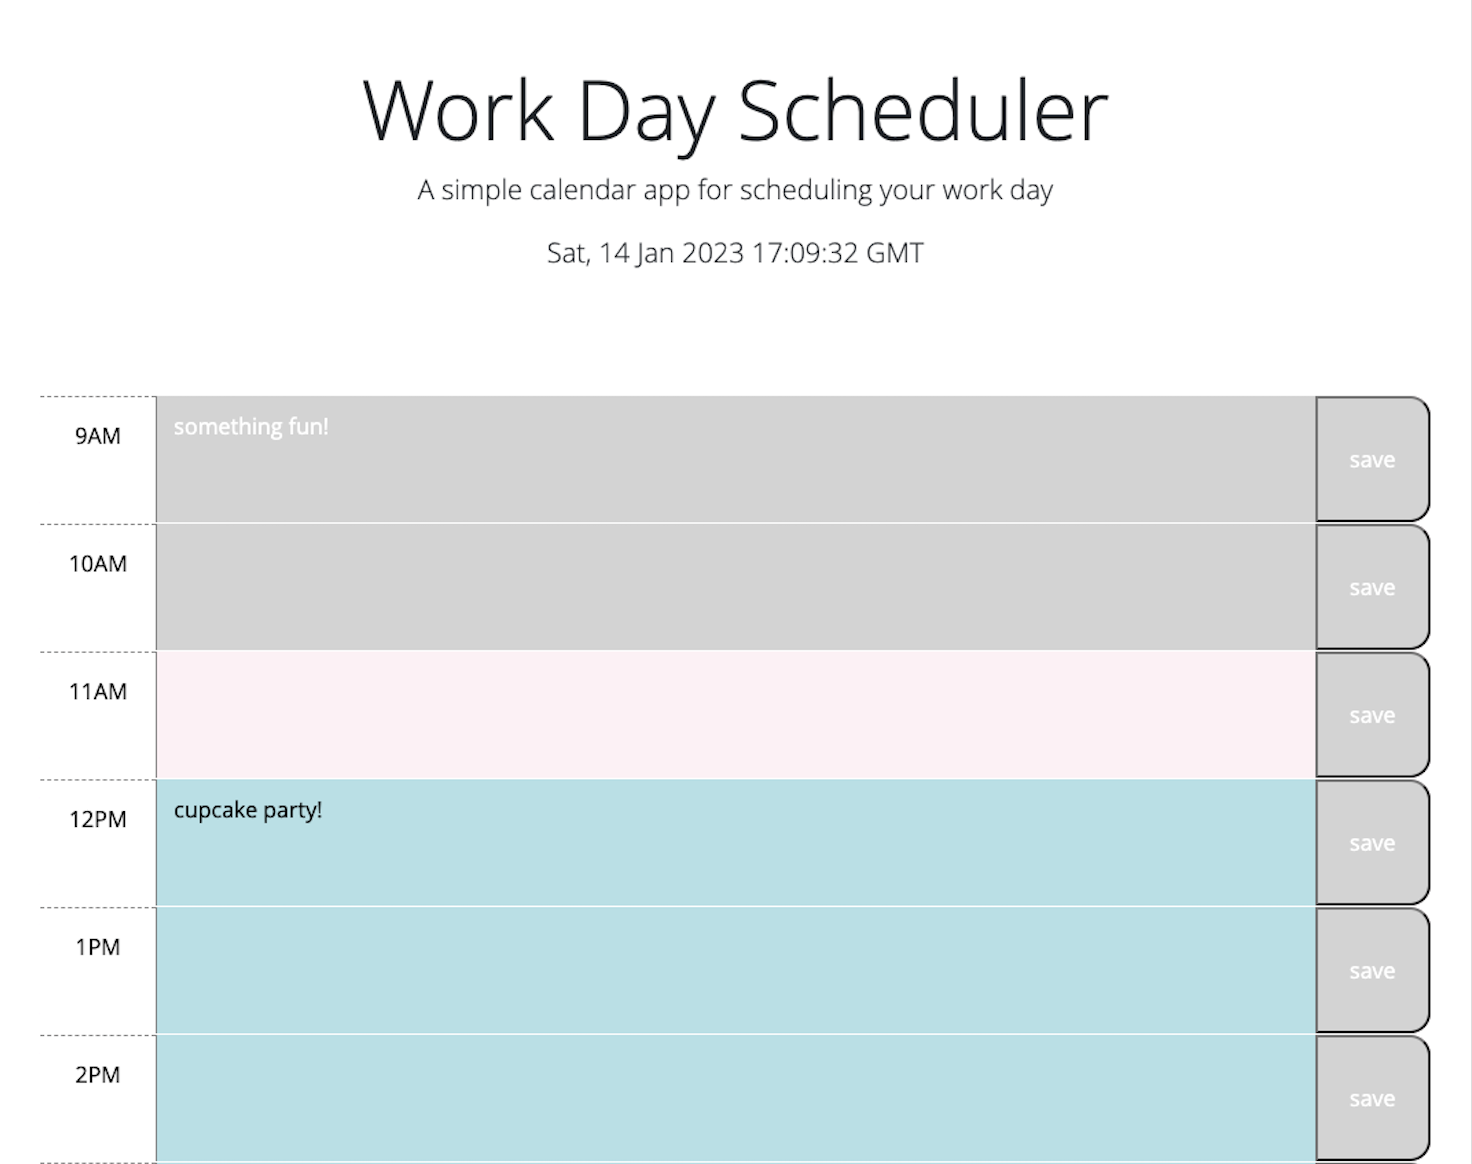 Work Day Scheduler
A simple calendar app for scheduling your work day
Sat, 14 Jan 2023 17:09:32 GMT
9AM something fun! save
10AM save
11AM save
12PM cupcake party! save
1PM save
2PM save